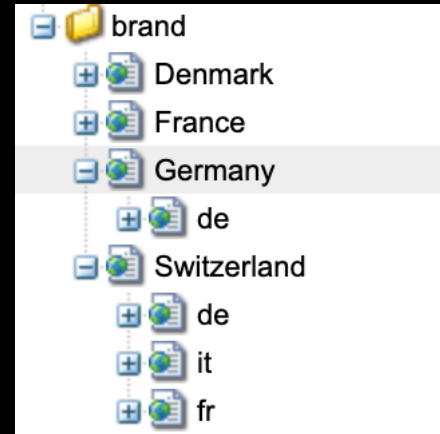 brand
Denmark
France
Germany
de
Switzerland
de
it
fr